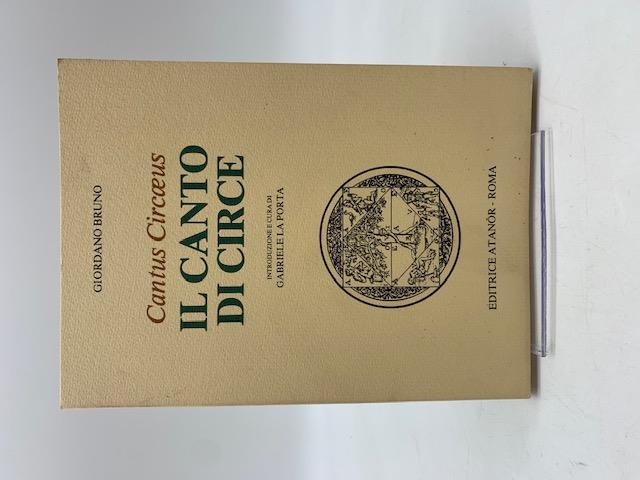 GIORDANO BRUNO
Cantus Circæus
IL CANTO
DI CIRCE
INTRODUZIONE E CURA DI
GABRIELE LA PORTA
EDITRICE ATANÒR - ROMA